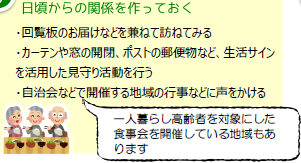 日頃からの関係を作っておく
・回覧板のお届けなどを兼ねて訪ねてみる
・カーテンや窓の開閉、ポストの郵便物など、生活サイン
を活用した見守り活動を行う
・自治会などで開催する地域の行事などに声をかける
一人暮らし高齢者を対象にした
食事会を開催している地域もあ
ります